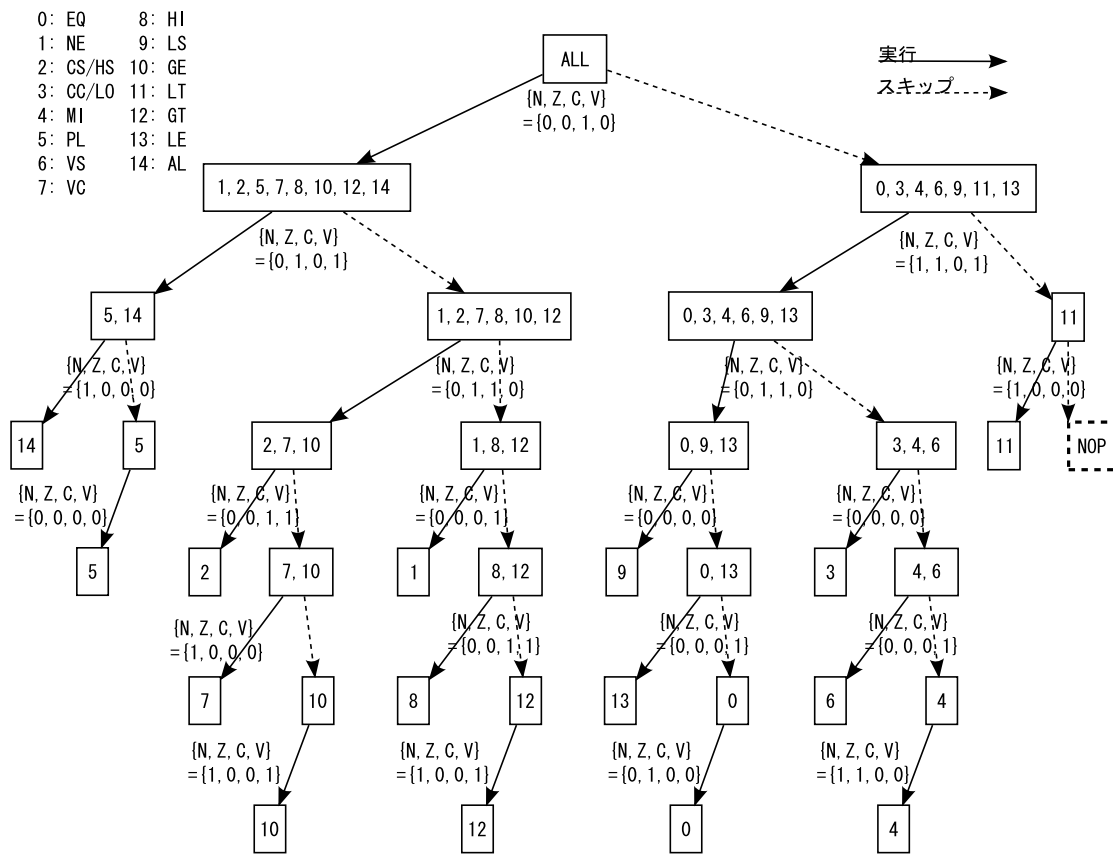 0: EQ 8: HI
1: NE 9: LS
2: CS/HS 10: GE
3: CC/LO 11: LT
4: MI 12: GT
5: PL 13: LE
6: VS 14: AL
7: VC
ALL
実行
スキップ
{N, Z, C, V}
={0, 0, 1, 0}
1, 2, 5, 7, 8, 10, 12, 14
0, 3, 4, 6, 9, 11, 13
{N, Z, C, V}
={0, 1, 0, 1}
{N, Z, C, V}
={1, 1, 0, 1}
5, 14
1, 2, 7, 8, 10, 12
0, 3, 4, 6, 9, 13
11
{N, Z, C, V}
={1, 0, 0, 0}
{N, Z, C, V}
={0, 1, 1, 0}
{N, Z, C, V}
={0, 1, 1, 0}
{N, Z, C, V}
={1, 0, 0, 0}
14
5
2, 7, 10
1, 8, 12
0, 9, 13
3, 4, 6
11
NOP
{N, Z, C, V}
={0, 0, 0, 0}
{N, Z, C, V}
={0, 0, 1, 1}
{N, Z, C, V}
={0, 0, 0, 1}
{N, Z, C, V}
={0, 0, 0, 0}
{N, Z, C, V}
={0, 0, 0, 0}
5
2
7, 10
1
8, 12
9
0, 13
3
4, 6
{N, Z, C, V}
={1, 0, 0, 0}
{N, Z, C, V}
={0, 0, 1, 1}
{N, Z, C, V}
={0, 0, 0, 1}
{N, Z, C, V}
={0, 0, 0, 1}
7
10
8
12
13
0
6
4
{N, Z, C, V}
={1, 0, 0, 1}
{N, Z, C, V}
={1, 0, 0, 1}
{N, Z, C, V}
={0, 1, 0, 0}
{N, Z, C, V}
={1, 1, 0, 0}
10
12
0
4